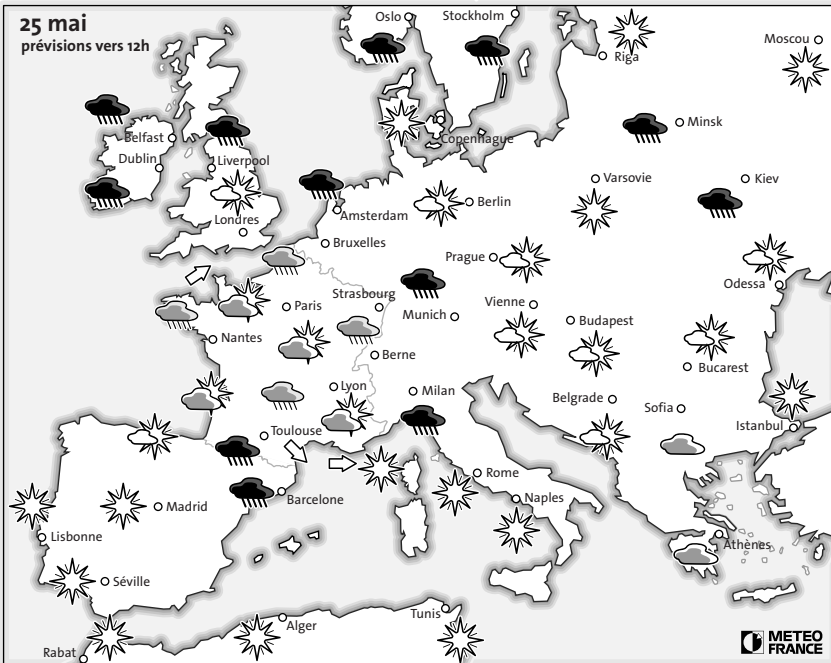 25 mai
prévisions vers 12h
Oslo
Stockholm
Moscou
Riga
Belfast
Dublin
Liverpool
Copenhague
Minsk
Londres
Amsterdam
Berlin
Varsovie
Kiev
Bruxelles
Prague
Odessa
Strasbourg
Paris
Munich
Vienne
Budapest
Nantes
Berne
Bucarest
Lyon
Milan
Belgrade
Sofia
Istanbul
Toulouse
Rome
Madrid
Barcelone
Naples
Lisbonne
Athènes
Séville
Alger
Tunis
Rabat
METEO
FRANCE